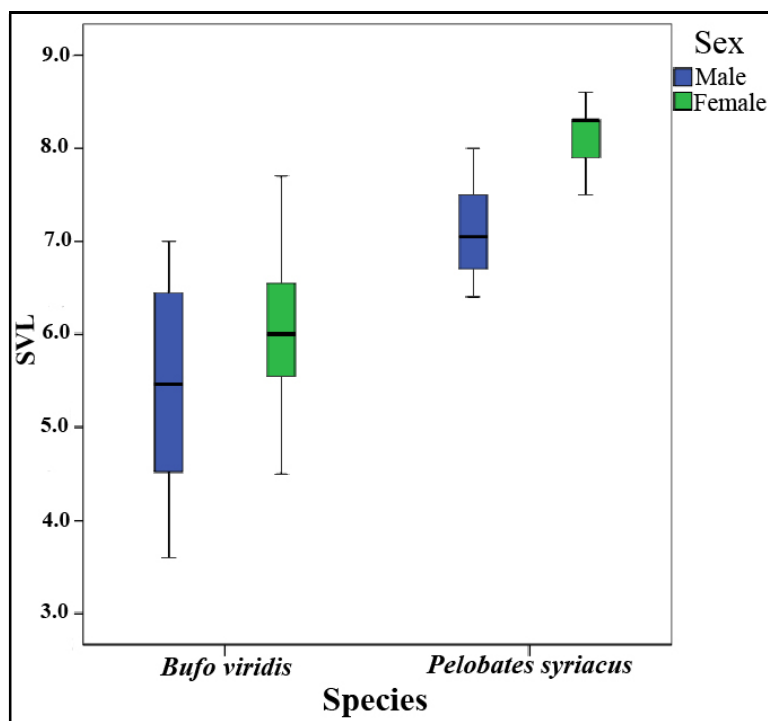 Sex
Male
Female
9.0
8.0
7.0
6.0
5.0
4.0
3.0
SVL
Bufo viridis
Pelobates syriacus
Species